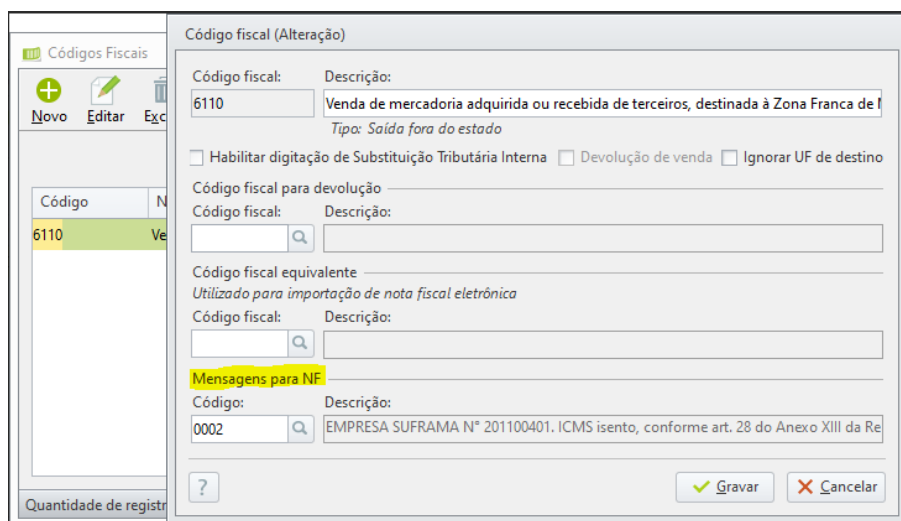 Códigos Fiscais
Novo Editar Exc
Código N
6110 Ve
Quantidade de registr
Código fiscal (Alteração)
Código fiscal: Descrição:
6110 Venda de mercadoria adquirida ou recebida de terceiros, destinada à Zona Franca de
Tipo: Saída fora do estado
Habilitar digitação de Substituição Tributária Interna Devolução de venda Ignorar UF de destino
Código fiscal para devolução
Código fiscal: Descrição:
Código fiscal equivalente
Utilizado para importação de nota fiscal eletrônica
Código fiscal: Descrição:
Mensagens para NF
Código: Descrição:
0002 EMPRESA SUFRAMA N° 201100401. ICMS isento, conforme art. 28 do Anexo XIII da Re
? Gravar Cancelar